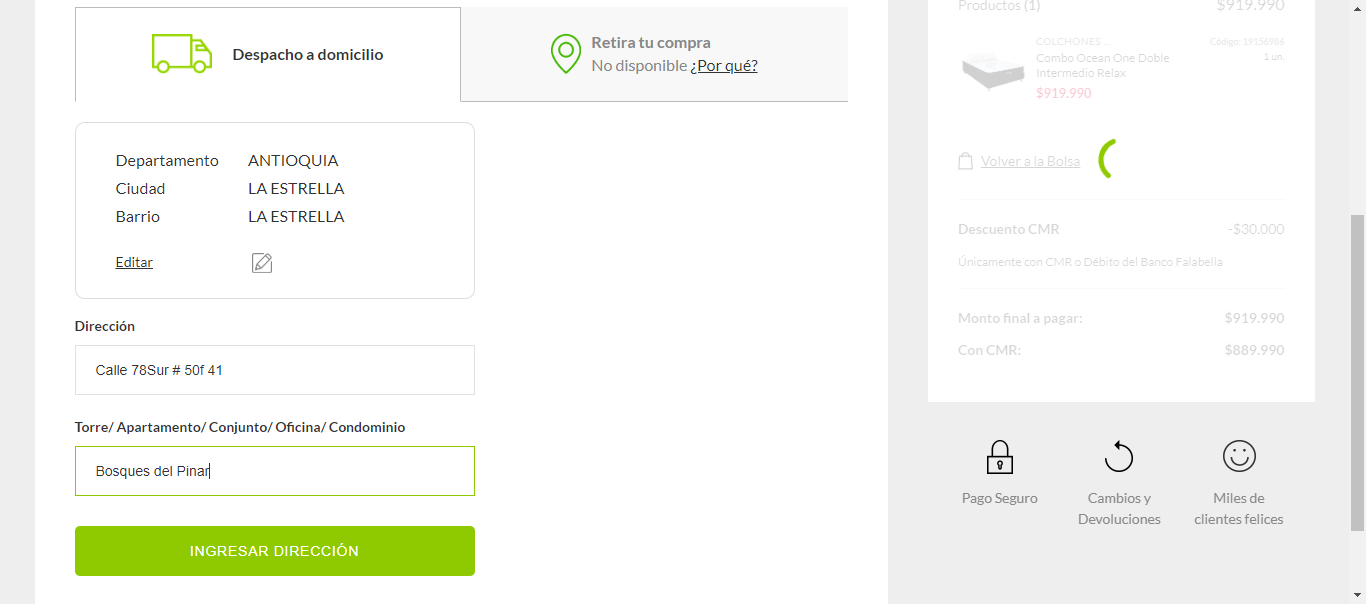 Despacho a domicilio
Retira tu compra
No disponible ¿Por qué?
Departamento ANTIOQUIA
Ciudad LA ESTRELLA
Barrio LA ESTRELLA
Editar
Dirección
Calle 78Sur # 50f 41
Torre/ Apartamento/ Conjunto/ Oficina/ Condominio
Bosques del Pinar
INGRESAR DIRECCIÓN
Productos (1) $919.990
COLCHONES ... Código: 19156986
Combo Ocean One Doble 1 un.
Intermedio Relax
$919.990
Volver a la Bolsa
Descuento CMR -$30.000
Únicamente con CMR o Débito del Banco Falabella
Monto final a pagar: $919.990
Con CMR: $889.990
Pago Seguro
Cambios y
Devoluciones
Miles de
clientes felices